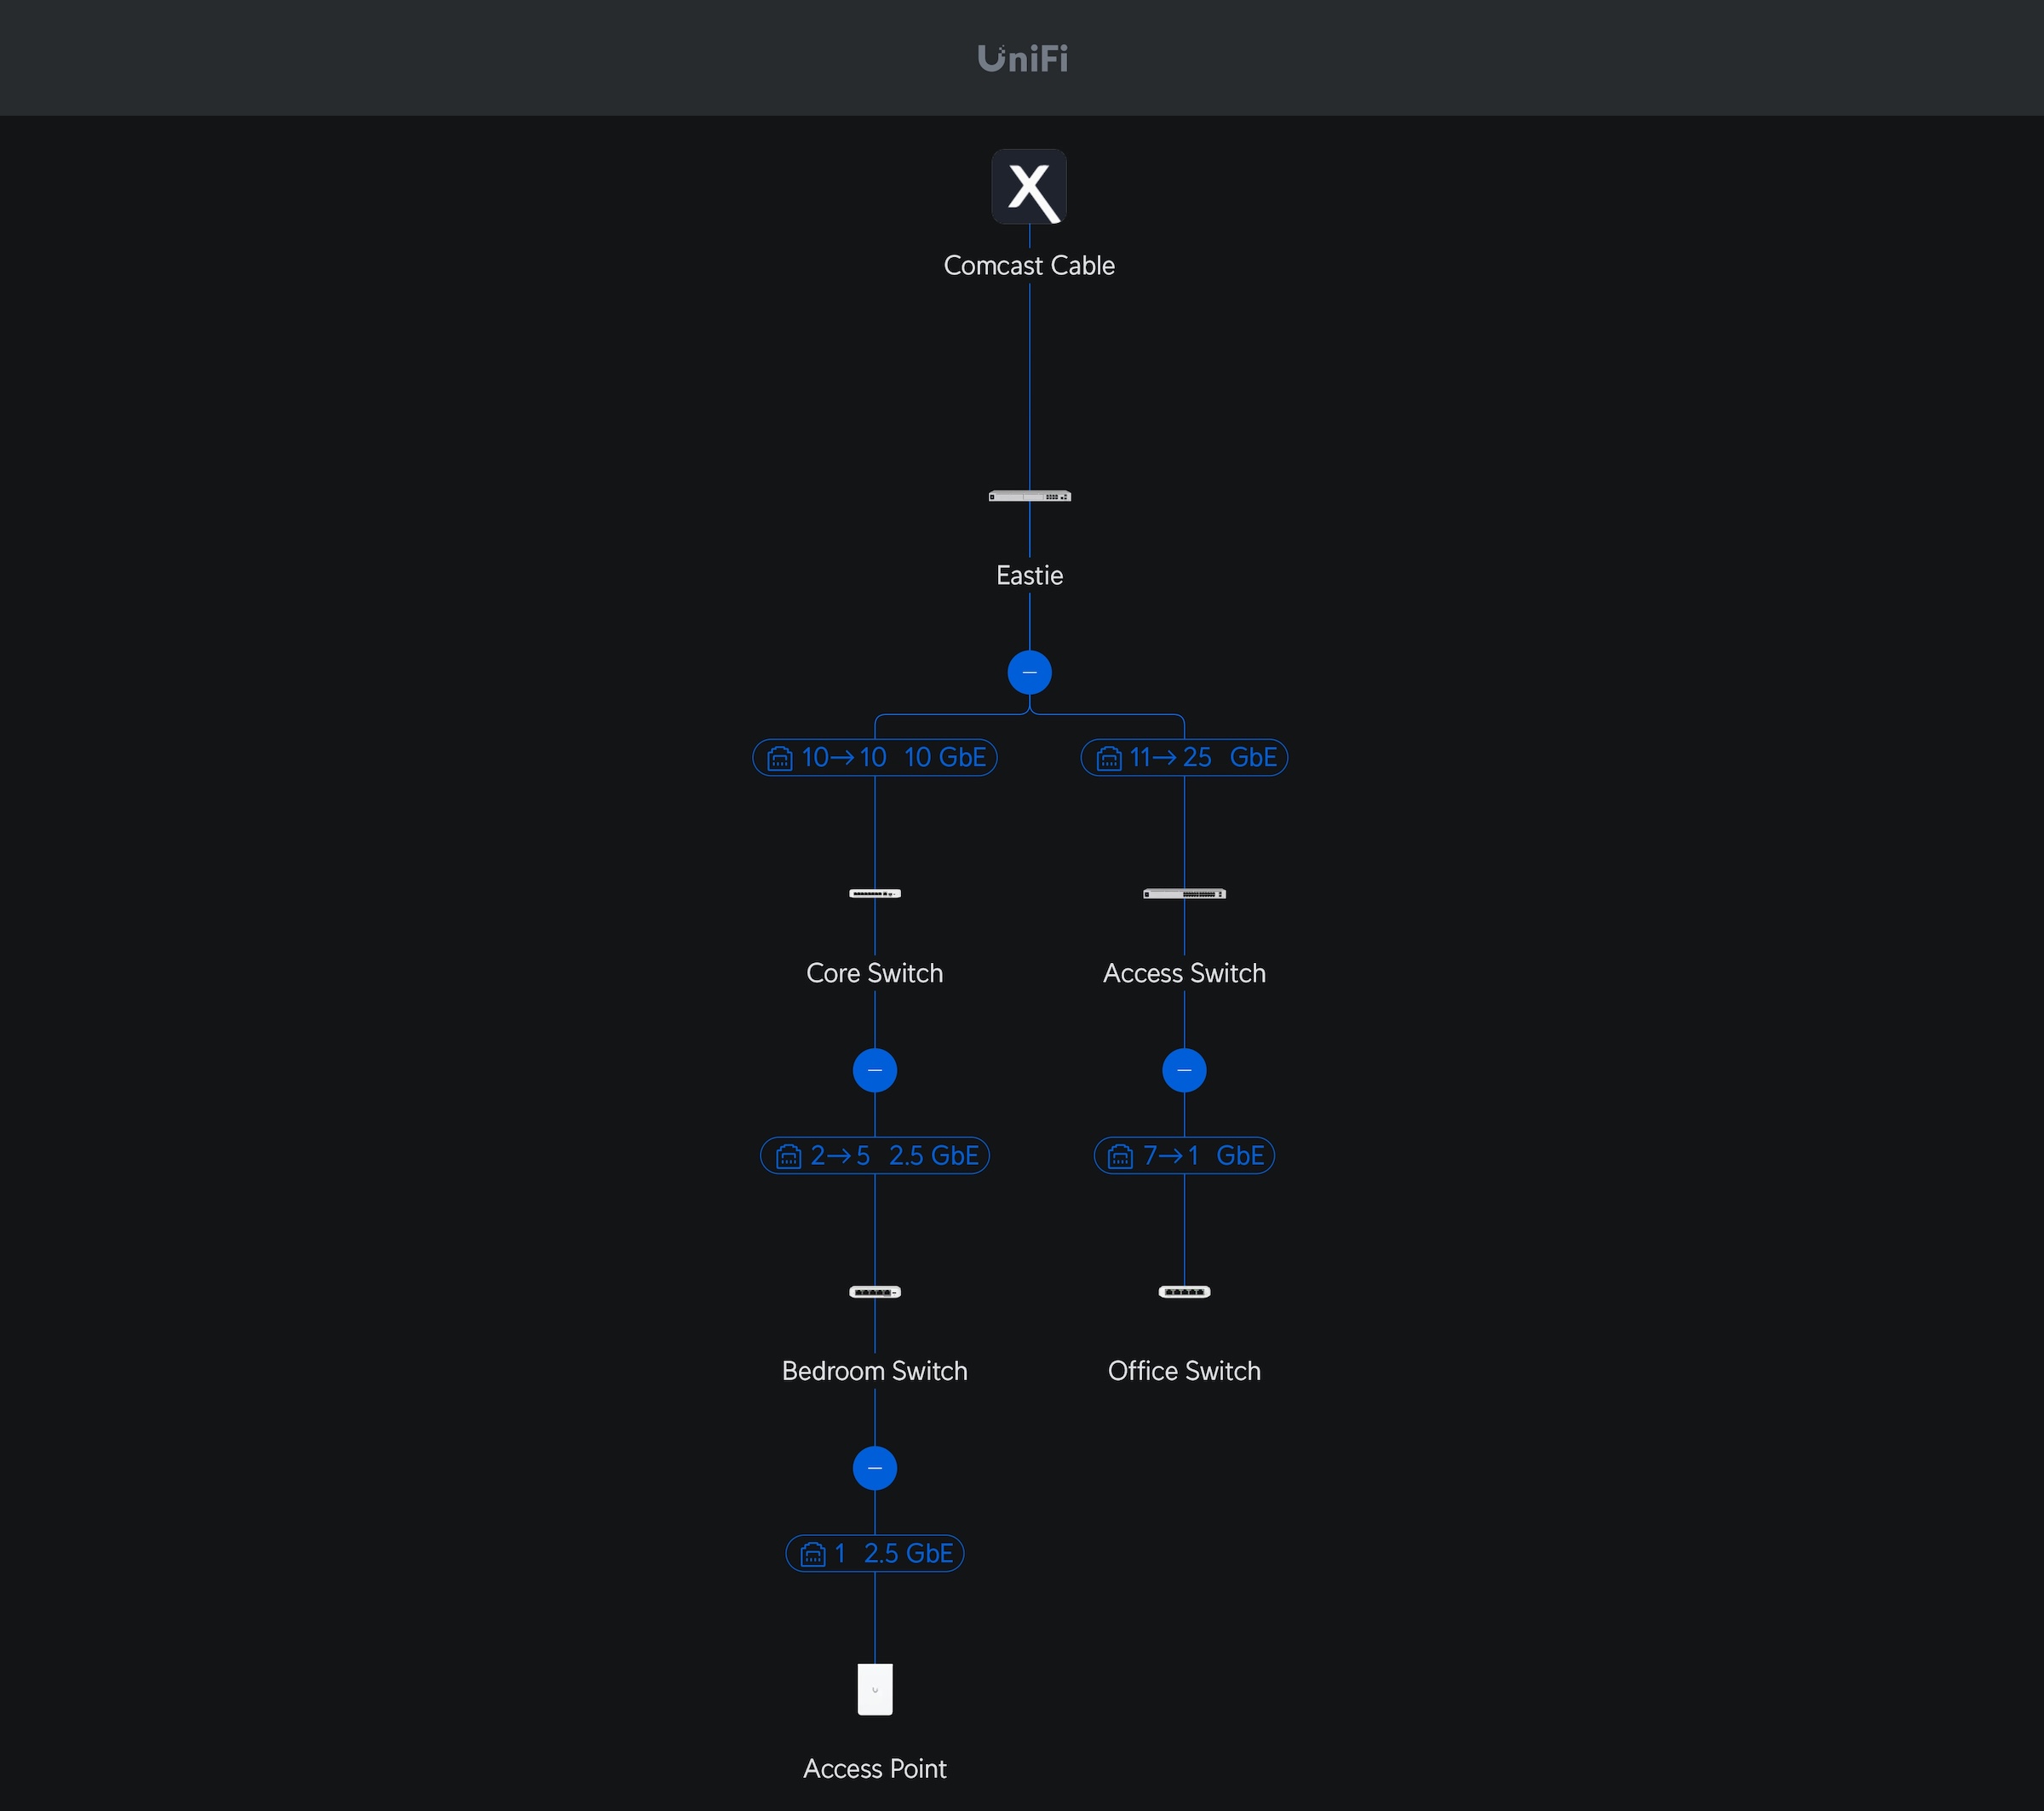 UniFi
Comcast Cable
Eastie
10→10 10 GbE
11→25 GbE
Core Switch
Access Switch
2→5 2.5 GbE
7→1 GbE
Bedroom Switch
Office Switch
1 2.5 GbE
Access Point